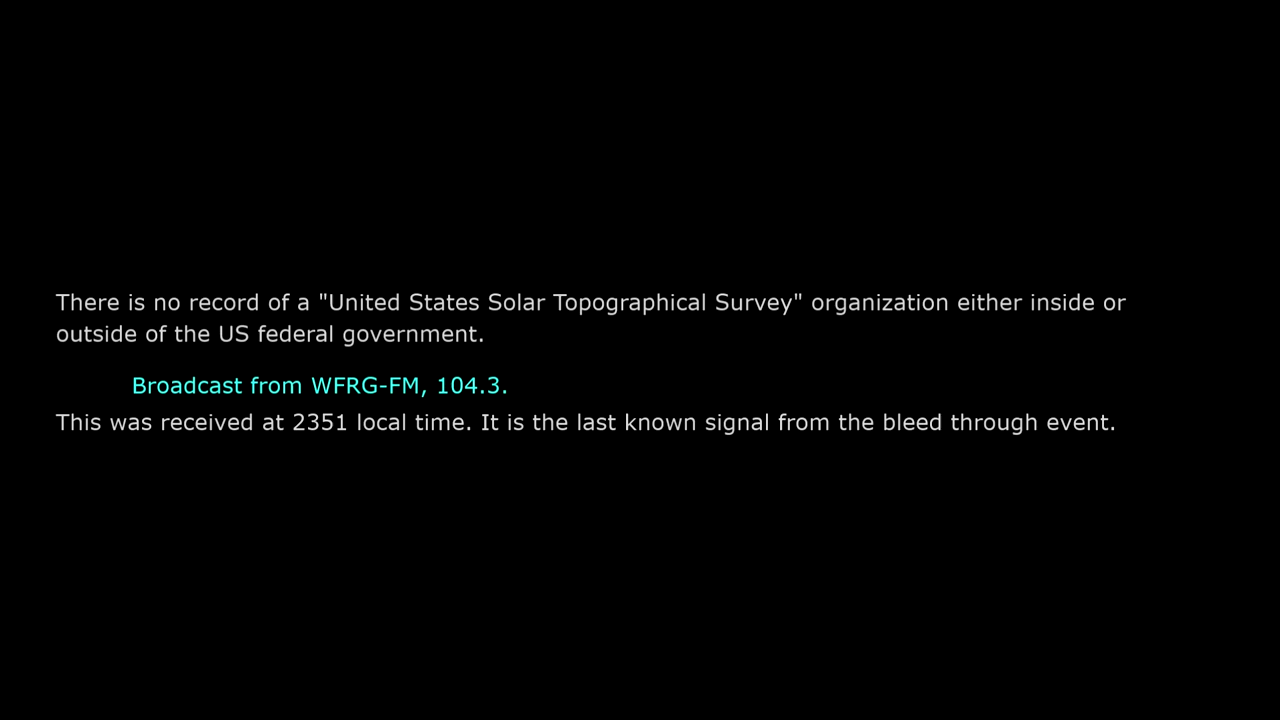 There is no record of a "United States Solar Topographical Survey" organization either inside or
outside of the US federal government.
Broadcast from WFRG-FM, 104.3.
This was received at 2351 local time. It is the last known signal from the bleed through event.